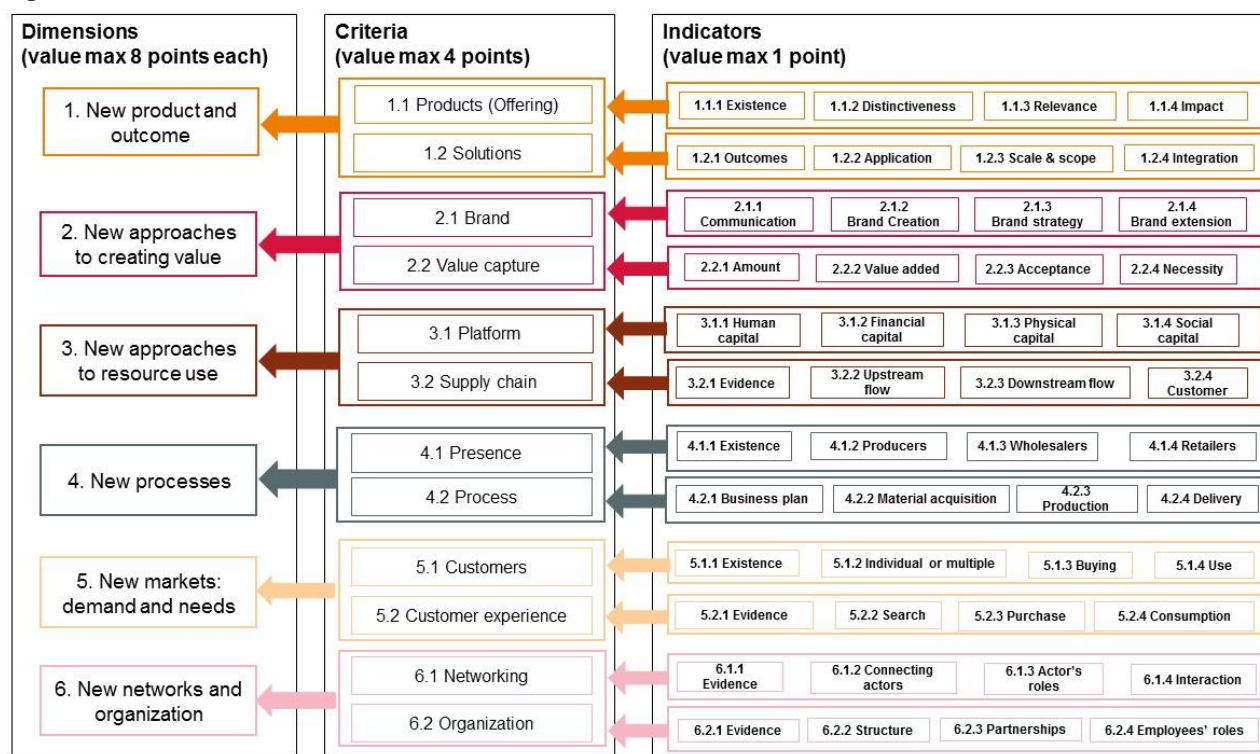 Dimensions
(value max 8 points each)
Criteria
(value max 4 points)
Indicators
(value max 1 point)
1. New product and
outcome
1.1 Products (Offering)
1.2 Solutions
1.1.1 Existence
1.1.2 Distinctiveness
1.1.3 Relevance
1.1.4 Impact
1.2.1 Outcomes
1.2.2 Application
1.2.3 Scale & scope
1.2.4 Integration
2. New approaches
to creating value
2.1 Brand
2.2 Value capture
2.1.1
Communication
2.1.2
Brand Creation
2.1.3
Brand strategy
2.1.4
Brand extension
2.2.1 Amount
2.2.2 Value added
2.2.3 Acceptance
2.2.4 Necessity
3. New approaches
to resource use
3.1 Platform
3.2 Supply chain
3.1.1 Human
capital
3.1.2 Financial
capital
3.1.3 Physical
capital
3.1.4 Social
capital
3.2.1 Evidence
3.2.2 Upstream
flow
3.2.3 Downstream flow
3.2.4
Customer
4. New processes
4.1 Presence
4.2 Process
4.1.1 Existence
4.1.2 Producers
4.1.3 Wholesalers
4.1.4 Retailers
4.2.1 Business plan
4.2.2 Material acquisition
4.2.3
Production
4.2.4 Delivery
5. New markets:
demand and needs
5.1 Customers
5.2 Customer experience
5.1.1 Existence
5.1.2 Individual or multiple
5.1.3 Buying
5.1.4 Use
5.2.1 Evidence
5.2.2 Search
5.2.3 Purchase
5.2.4 Consumption
6. New networks and
organization
6.1 Networking
6.2 Organization
6.1.1
Evidence
6.1.2 Connecting
actors
6.1.3 Actor's
roles
6.1.4 Interaction
6.2.1 Evidence
6.2.2 Structure
6.2.3 Partnerships
6.2.4 Employees' roles